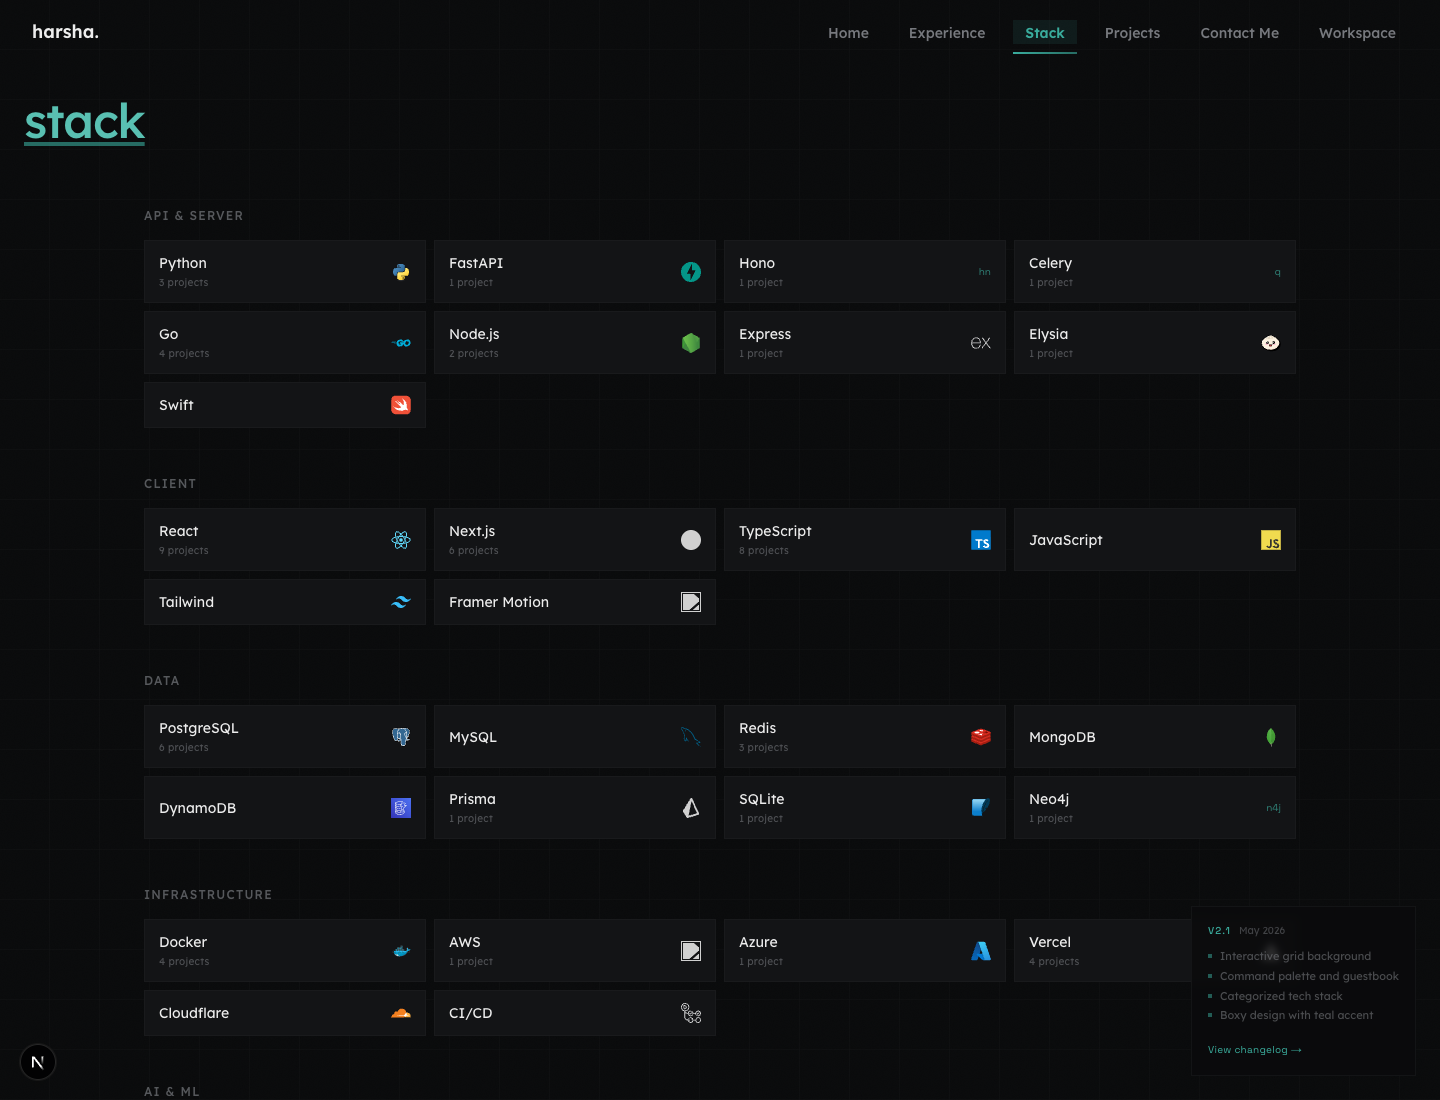 harsha.
Home
Experience
Stack
Projects
Contact Me
Workspace
stack
API & SERVER
Python
3 projects
FastAPI
1 project
Hono
1 project
hn
Celery
1 project
q
Go
4 projects
GO
Node.js
2 projects
Express
1 project
ex
Elysia
1 project
Swift
CLIENT
React
9 projects
Next.js
6 projects
TypeScript
8 projects
TS
JavaScript
JS
Tailwind
Framer Motion
DATA
PostgreSQL
6 projects
MySQL
Redis
3 projects
MongoDB
DynamoDB
Prisma
1 project
SQLite
1 project
Neo4j
1 project
n4j
INFRASTRUCTURE
Docker
4 projects
AWS
1 project
Azure
1 project
Vercel
4 projects
Cloudflare
CI/CD
V2.1 May 2026
Interactive grid background
Command palette and guestbook
Categorized tech stack
Boxy design with teal accent
View changelog →
N
AI & ML